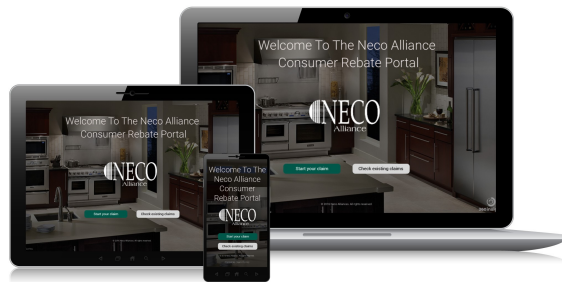 Welcome To The Neco Alliance
Consumer Rebate Portal
NECO
Alliance
Start your claim
Check existing claims
Welcome To The Neco Alliance
Consumer Rebate Portal
NECO
Alliance
Start your claim
Check existing claims
Welcome To The
Neco Alliance
Consumer
Rebate Portal
NECO
Alliance
Start your claim
Check existing claims